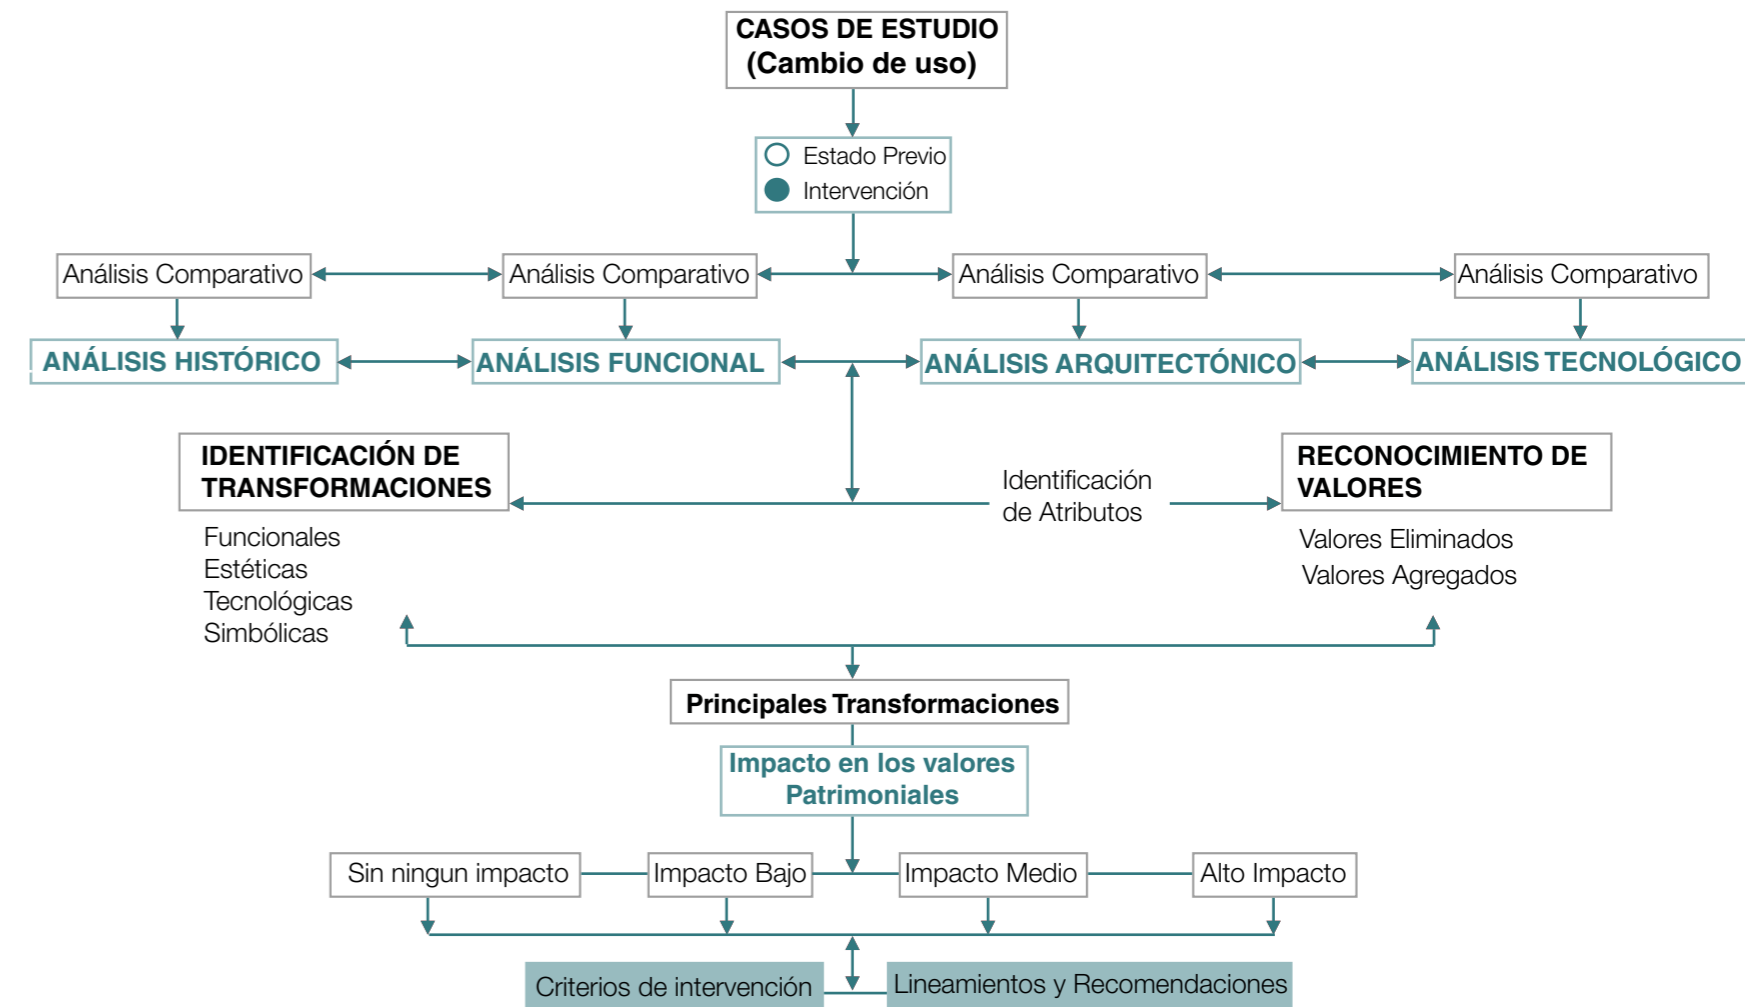 CASOS DE ESTUDIO
(Cambio de uso)
Estado Previo
Intervención
Análisis Comparativo
Análisis Comparativo
Análisis Comparativo
Análisis Comparativo
ANÁLISIS HISTÓRICO
ANÁLISIS FUNCIONAL
ANÁLISIS ARQUITECTÓNICO
ANÁLISIS TECNOLÓGICO
IDENTIFICACIÓN DE
TRANSFORMACIONES
Funcionales
Estéticas
Tecnológicas
Simbólicas
Identificación
de Atributos
RECONOCIMIENTO DE
VALORES
Valores Eliminados
Valores Agregados
Principales Transformaciones
Impacto en los valores
Patrimoniales
Sin ningun impacto
Impacto Bajo
Impacto Medio
Alto Impacto
Criterios de intervención
Lineamientos y Recomendaciones